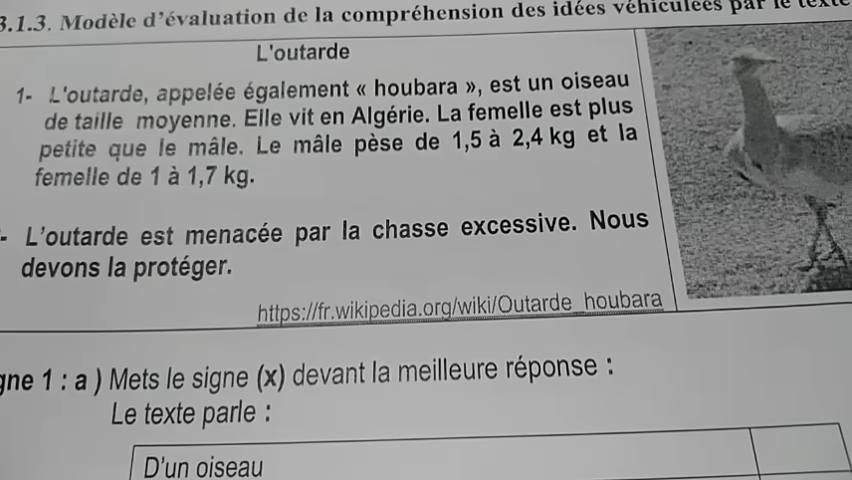 3.1.3. Modèle d'évaluation de la compréhension des idées véhiculées par le texte
L'outarde
1- L'outarde, appelée également « houbara », est un oiseau
de taille moyenne. Elle vit en Algérie. La femelle est plus
petite que le mâle. Le mâle pèse de 1,5 à 2,4 kg et la
femelle de 1 à 1,7 kg.
- L'outarde est menacée par la chasse excessive. Nous
devons la protéger.
https://fr.wikipedia.org/wiki/Outarde_houbara
gne 1 : a ) Mets le signe (x) devant la meilleure réponse :
Le texte parle :
D'un oiseau